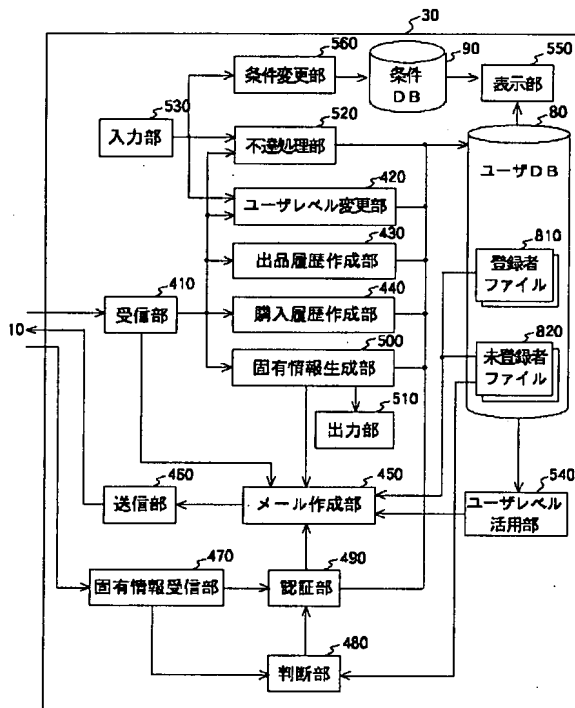 30
560
条件変更部
90
条件
DB
550
表示部
530
入力部
520
不達処理部
80
ユーザDB
420
ユーザレベル変更部
430
出品履歴作成部
810
登録者
ファイル
410
受信部
440
購入履歴作成部
10
820
未登録者
ファイル
500
固有情報生成部
510
出力部
460
送信部
450
メール作成部
540
ユーザレベル
活用部
470
固有情報受信部
490
認証部
480
判断部